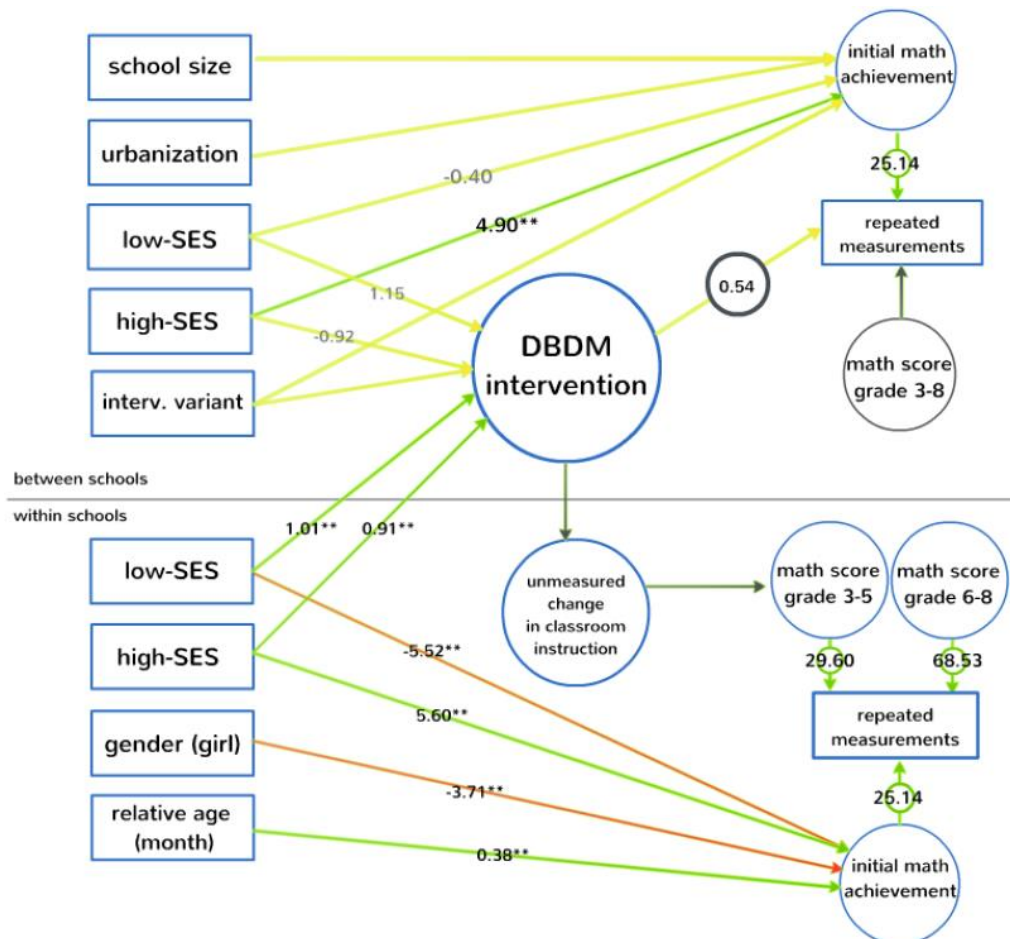 school size
initial math
achievement
urbanization
25.14
-0.40
low-SES
4.90**
repeated
measurements
1.15
0.54
high-SES
-0.92
DBDM
intervention
math score
grade 3-8
interv. variant
between schools
within schools
1.01**
0.91**
low-SES
unmeasured
change
in classroom
instruction
math score
grade 3-5
math score
grade 6-8
high-SES
-5.52**
29.60
68.53
5.60**
repeated
measurements
gender (girl)
-3.71**
25.14
relative age
(month)
0.38**
initial math
achievement